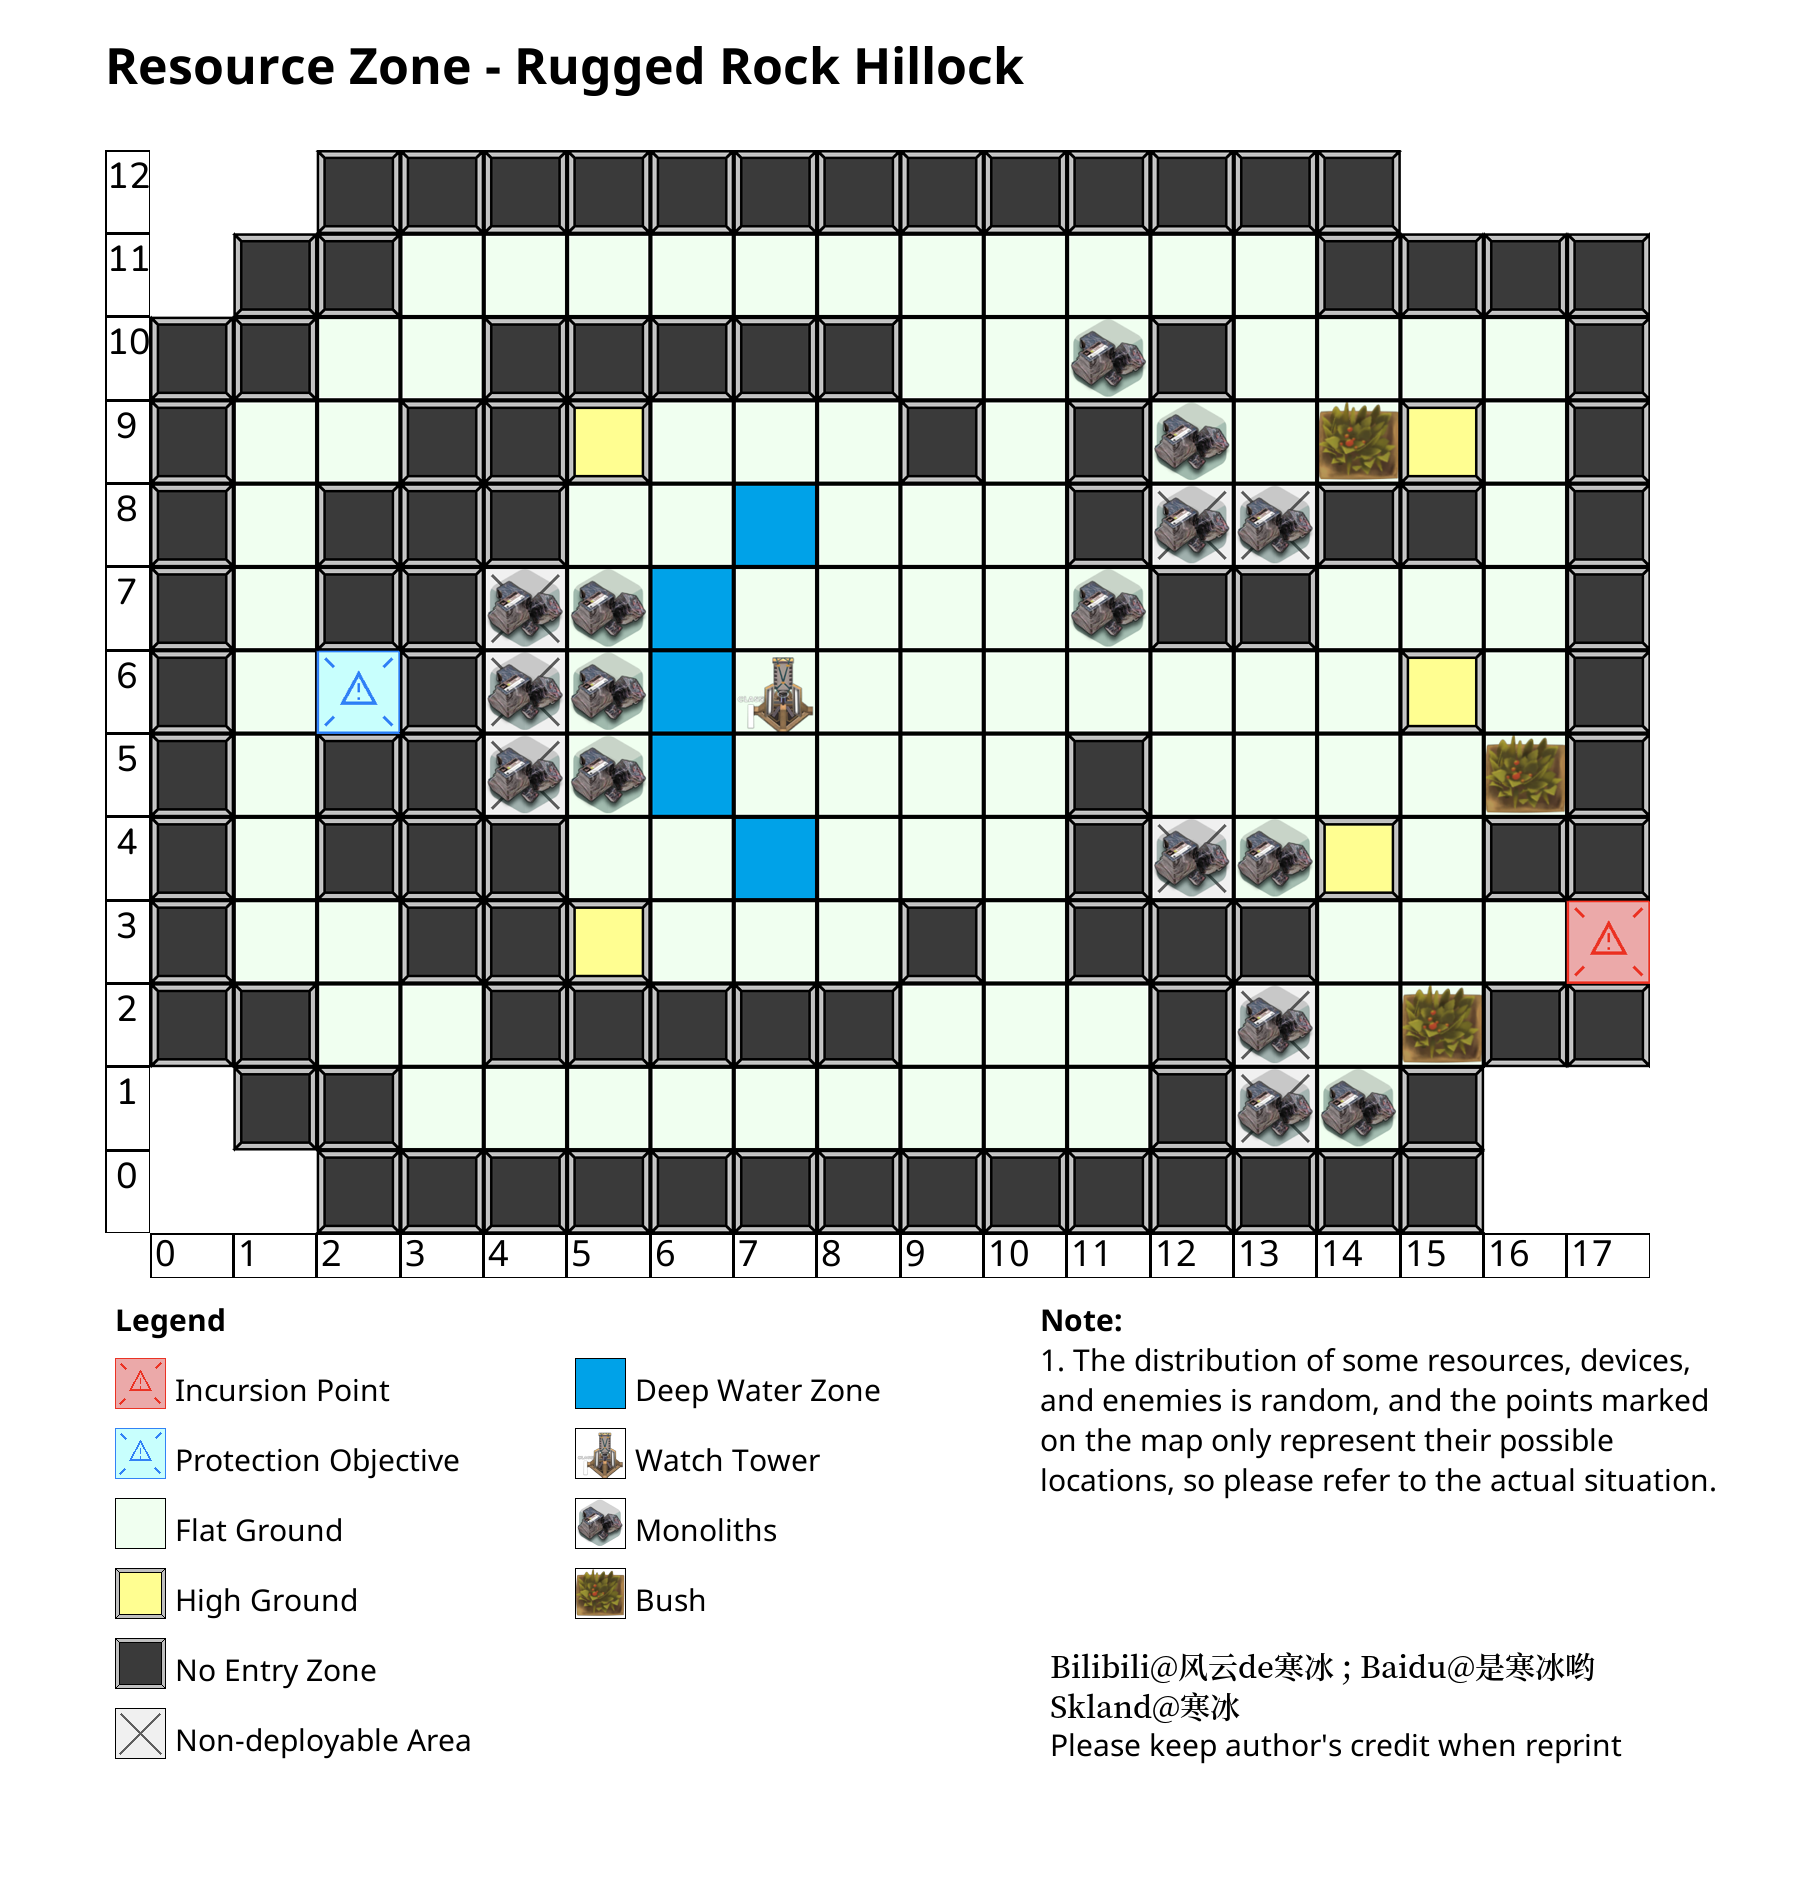 Resource Zone - Rugged Rock Hillock
12
11
10
9
8
7
6
5
4
3
2
1
0
0 1 2 3 4 5 6 7 8 9 10 11 12 13 14 15 16 17
Legend
Incursion Point
Protection Objective
Flat Ground
High Ground
No Entry Zone
Non-deployable Area
Deep Water Zone
Watch Tower
Monoliths
Bush
Note:
1. The distribution of some resources, devices,
and enemies is random, and the points marked
on the map only represent their possible
locations, so please refer to the actual situation.
Bilibili@风云de寒冰 ; Baidu@是寒冰哟
Skland@寒冰
Please keep author's credit when reprint